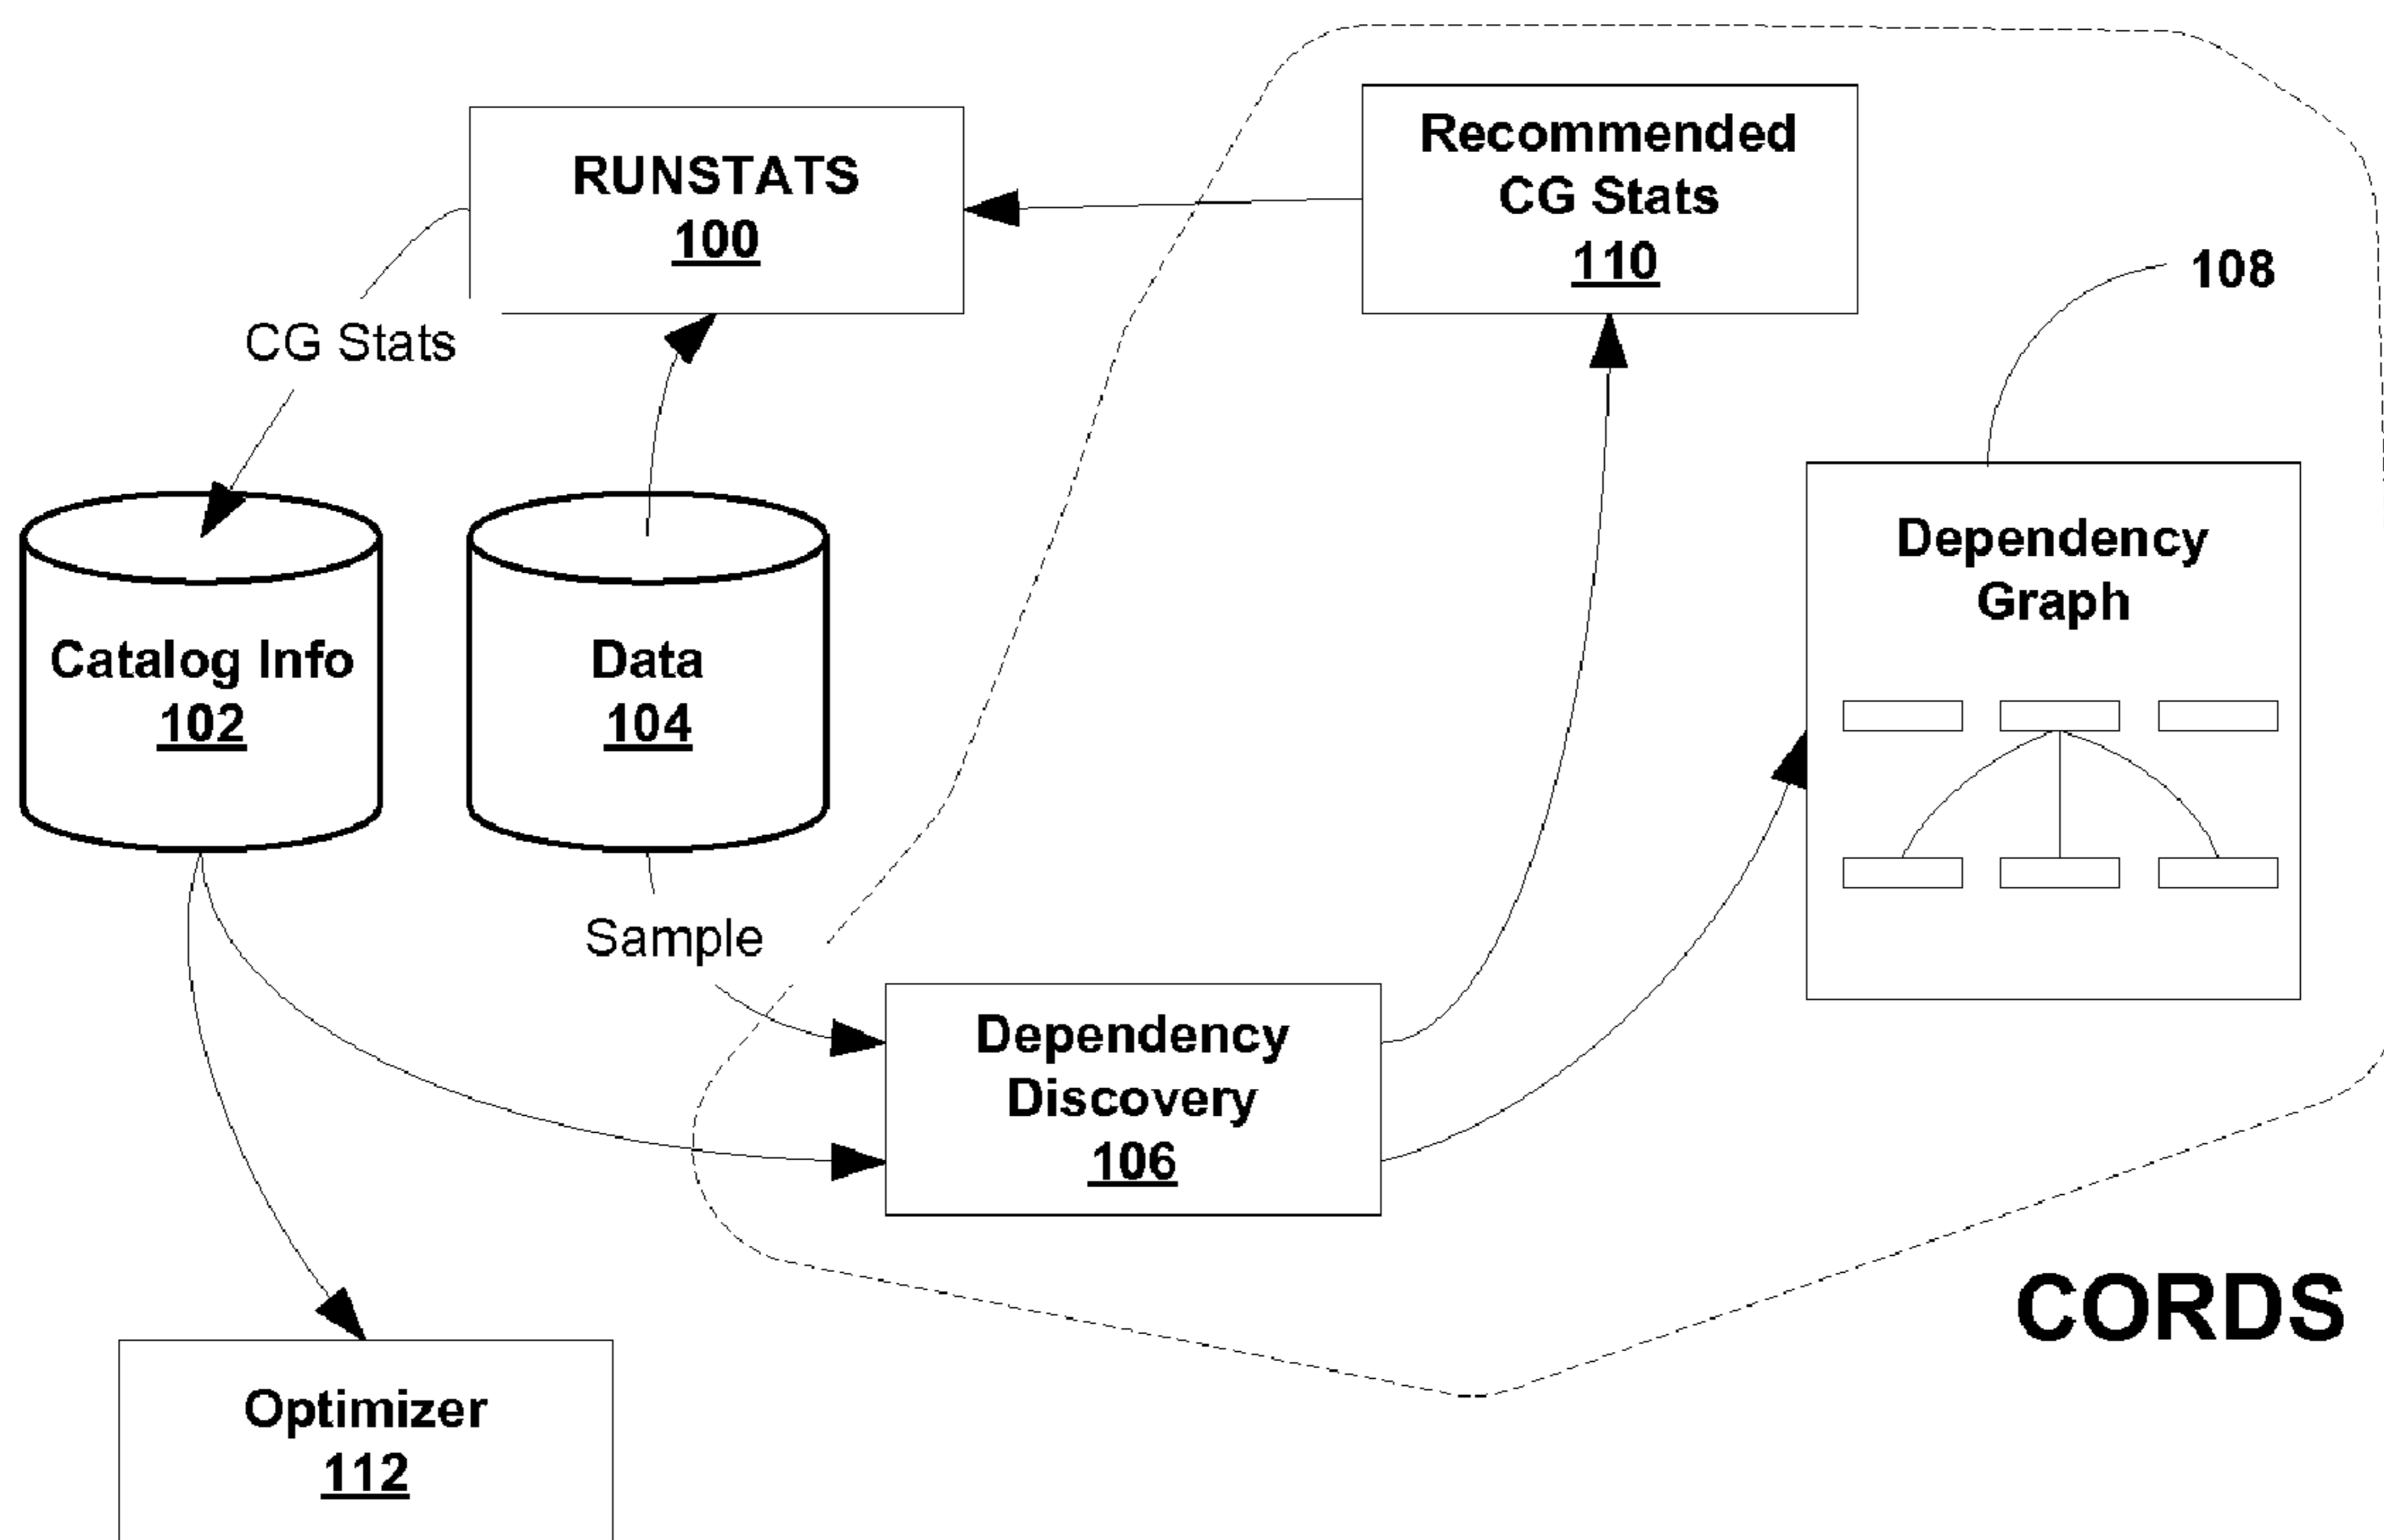 RUNSTATS
100
Recommended
CG Stats
110
108
CG Stats
Dependency
Graph
Catalog Info
102
Data
104
Sample
Dependency
Discovery
106
CORDS
Optimizer
112